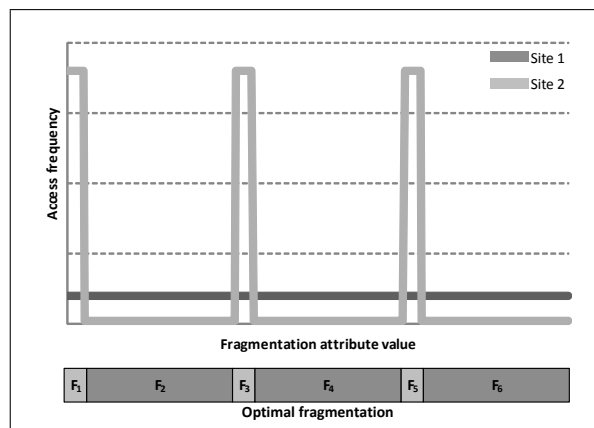 Site 1
Site 2
Access frequency
Fragmentation attribute value
F₁ F₂ F₃ F₄ F₅ F₆
Optimal fragmentation